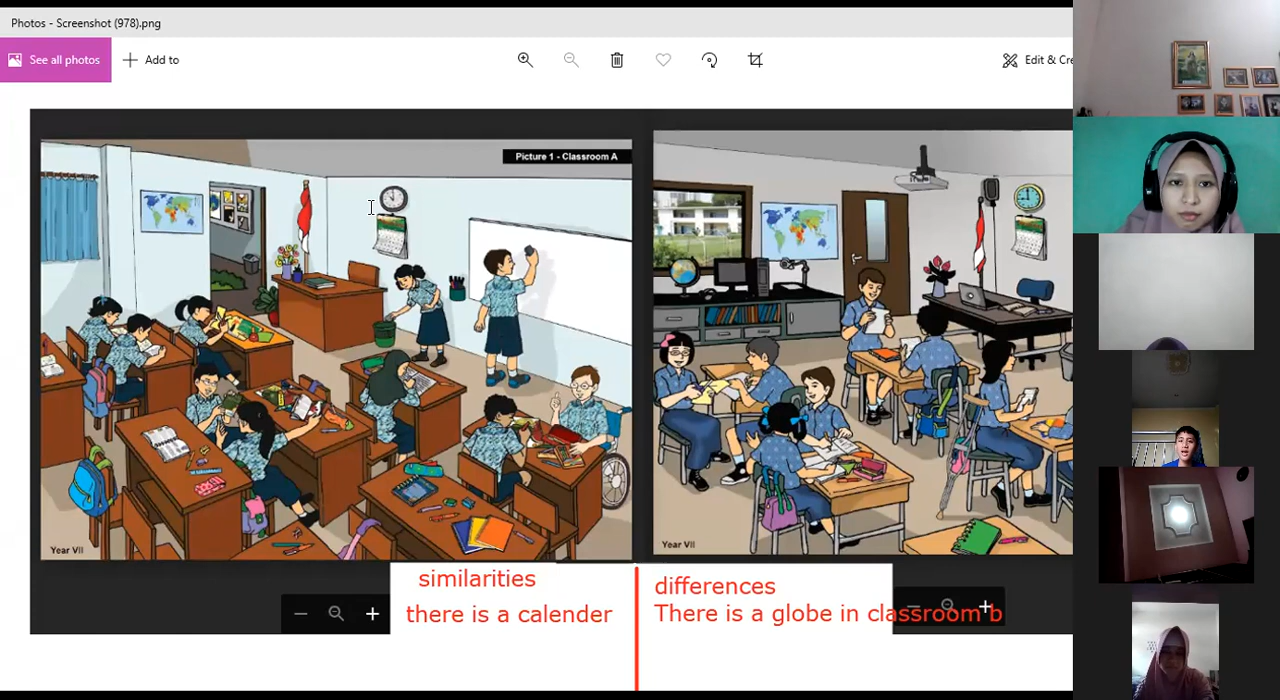 Photos - Screenshot (978).png
See all photos
Add to
Edit & Cre
Picture 1 - Classroom A
Year VII
Year VII
similarities
there is a calender
differences
There is a globe in classroom b